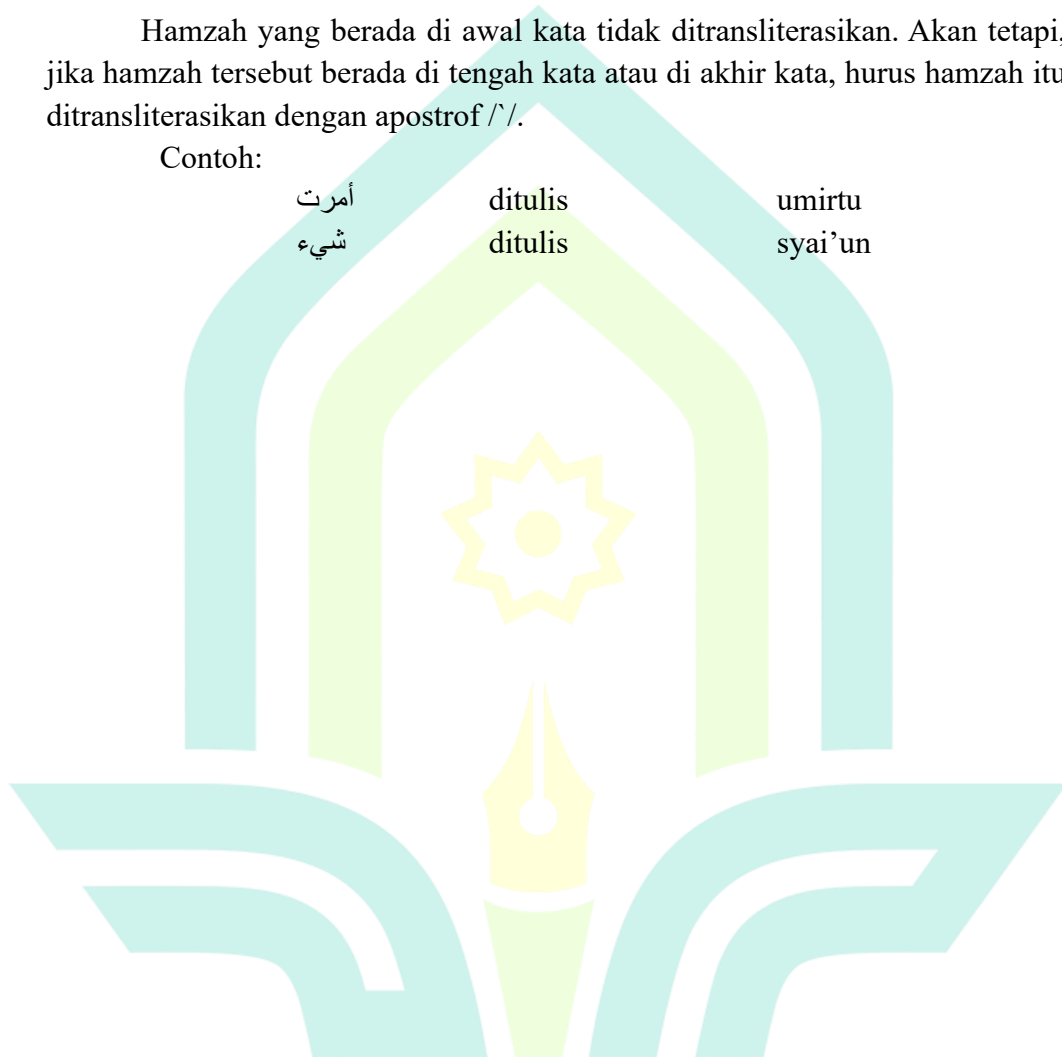 Hamzah yang berada di awal kata tidak ditransliterasikan. Akan tetapi,
jika hamzah tersebut berada di tengah kata atau di akhir kata, hurus hamzah itu
ditransliterasikan dengan apostrof /`/.
Contoh:
أمرت ditulis umirtu
شيء ditulis syai’un